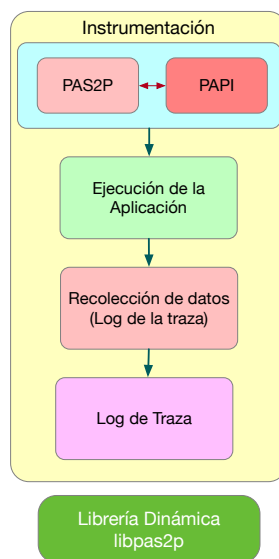 Instrumentación
PAS2P
PAPI
Ejecución de la
Aplicación
Recolección de datos
(Log de la traza)
Log de Traza
Librería Dinámica
libpas2p